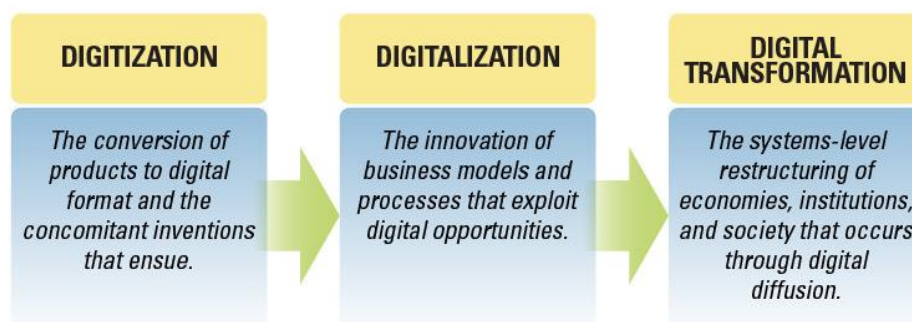 DIGITIZATION
The conversion of
products to digital
format and the
concomitant inventions
that ensue.
DIGITALIZATION
The innovation of
business models and
processes that exploit
digital opportunities.
DIGITAL
TRANSFORMATION
The systems-level
restructuring of
economies, institutions,
and society that occurs
through digital
diffusion.